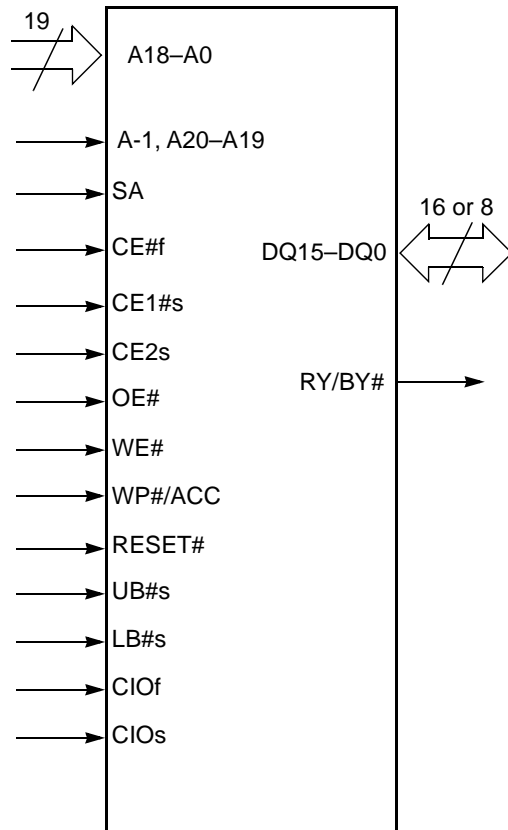 19
A18–A0
A-1, A20–A19
SA
16 or 8
CE#f
DQ15–DQ0
CE1#s
CE2s
RY/BY#
OE#
WE#
WP#/ACC
RESET#
UB#s
LB#s
CIOf
CIOs